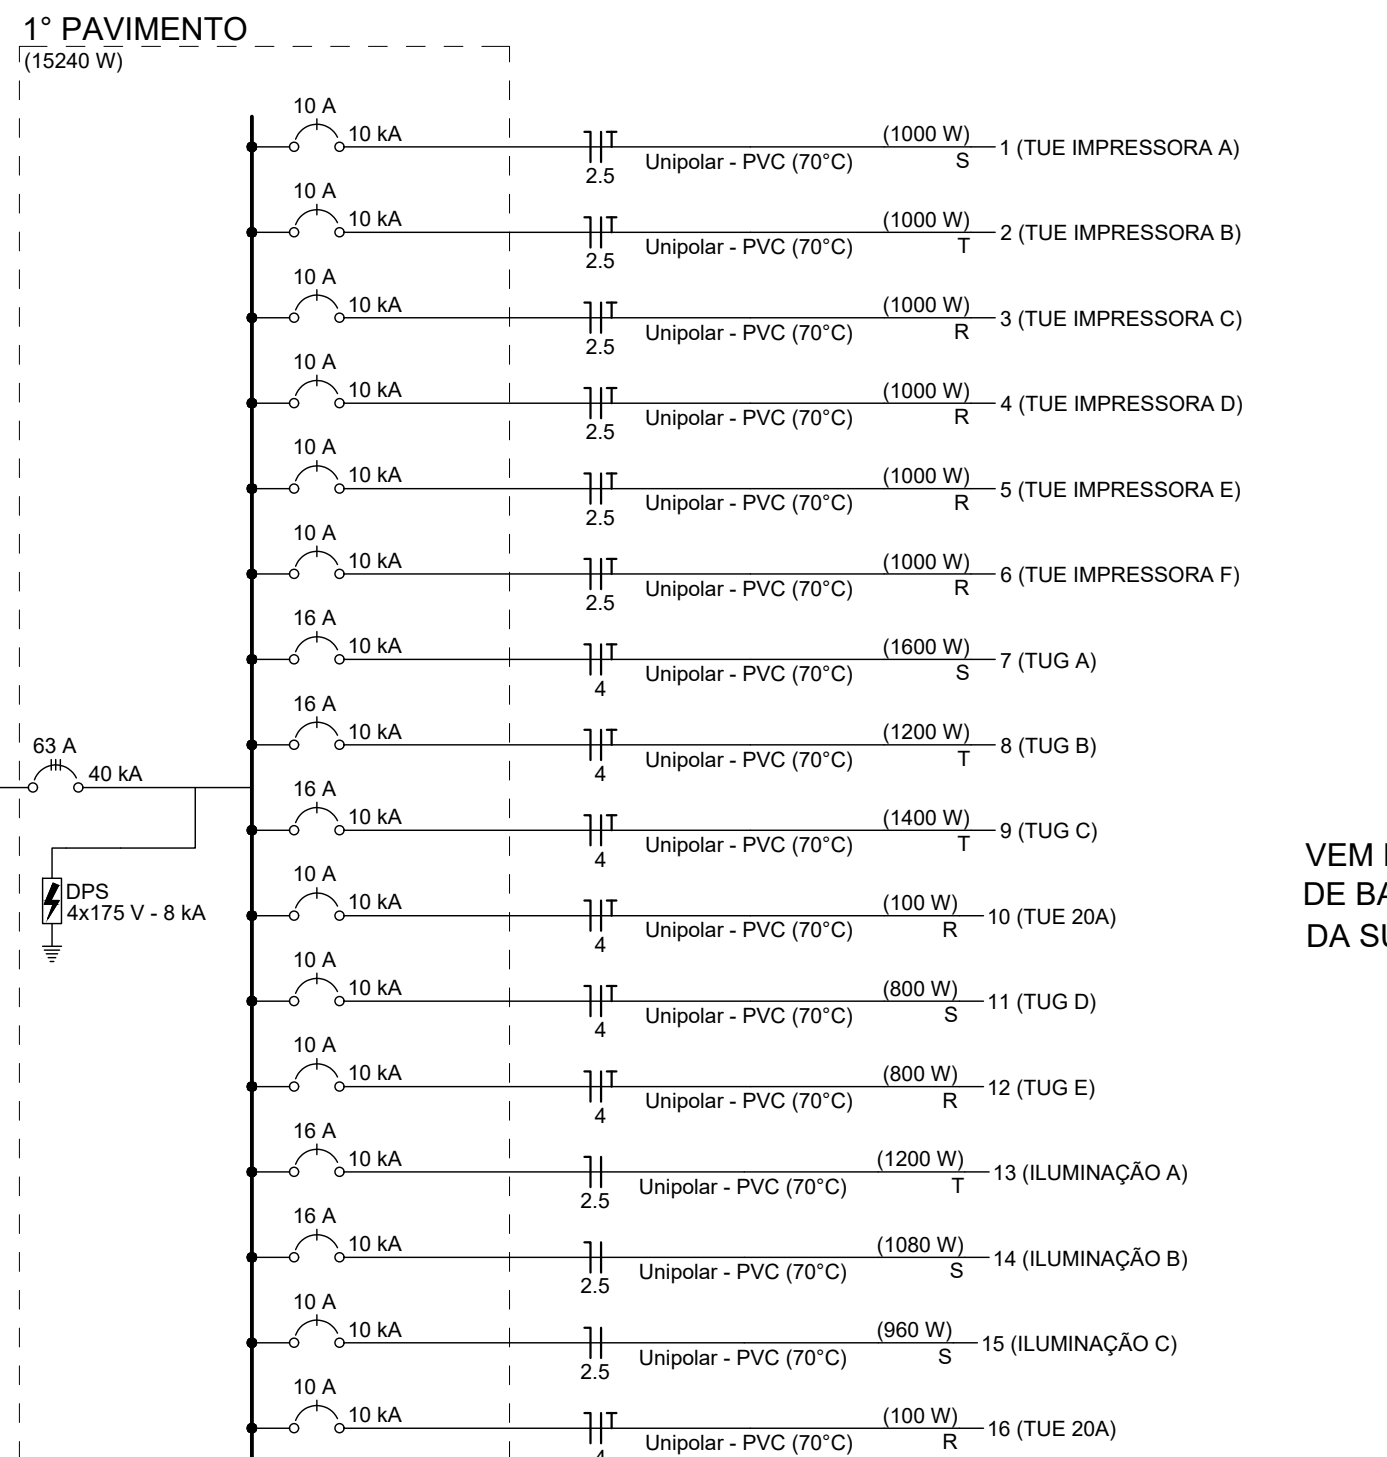 1° PAVIMENTO
(15240 W)
10 A
10 kA
2.5
Unipolar - PVC (70°C)
(1000 W)
S
1 (TUE IMPRESSORA A)
10 A
10 kA
2.5
Unipolar - PVC (70°C)
(1000 W)
T
2 (TUE IMPRESSORA B)
10 A
10 kA
2.5
Unipolar - PVC (70°C)
(1000 W)
R
3 (TUE IMPRESSORA C)
10 A
10 kA
2.5
Unipolar - PVC (70°C)
(1000 W)
R
4 (TUE IMPRESSORA D)
10 A
10 kA
2.5
Unipolar - PVC (70°C)
(1000 W)
R
5 (TUE IMPRESSORA E)
10 A
10 kA
2.5
Unipolar - PVC (70°C)
(1000 W)
R
6 (TUE IMPRESSORA F)
16 A
10 kA
4
Unipolar - PVC (70°C)
(1600 W)
S
7 (TUG A)
16 A
10 kA
4
Unipolar - PVC (70°C)
(1200 W)
T
8 (TUG B)
63 A
40 kA
16 A
10 kA
4
Unipolar - PVC (70°C)
(1400 W)
T
9 (TUG C)
DPS
4x175 V - 8 kA
10 A
10 kA
4
Unipolar - PVC (70°C)
(100 W)
R
10 (TUE 20A)
VEM
DE
DA
10 A
10 kA
4
Unipolar - PVC (70°C)
(800 W)
S
11 (TUG D)
10 A
10 kA
4
Unipolar - PVC (70°C)
(800 W)
R
12 (TUG E)
16 A
10 kA
2.5
Unipolar - PVC (70°C)
(1200 W)
T
13 (ILUMINAÇÃO A)
16 A
10 kA
2.5
Unipolar - PVC (70°C)
(1080 W)
S
14 (ILUMINAÇÃO B)
10 A
10 kA
2.5
Unipolar - PVC (70°C)
(960 W)
S
15 (ILUMINAÇÃO C)
10 A
10 kA
Unipolar - PVC (70°C)
(100 W)
R
16 (TUE 20A)